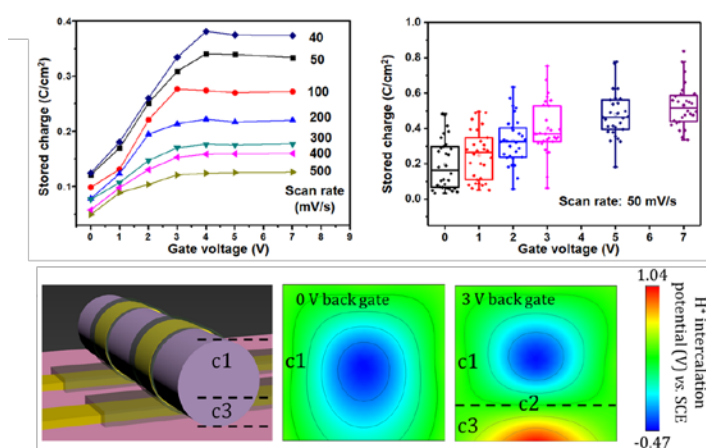 0.4
0.3
0.2
0.1
Stored charge (C/cm²)
40
50
100
200
300
400
500
Scan rate
(mV/s)
0 1 2 3 4 5 6 7 8 9
Gate voltage (V)
1.0
0.8
0.6
0.4
0.2
0.0
Stored charge (C/cm²)
Scan rate: 50 mV/s
0 1 2 3 4 5 6 7
Gate voltage (V)
c1
c3
0 V back gate
c1
3 V back gate
c1
c2
c3
1.04
-0.47
H⁺ intercalation
potential (V) vs. SCE